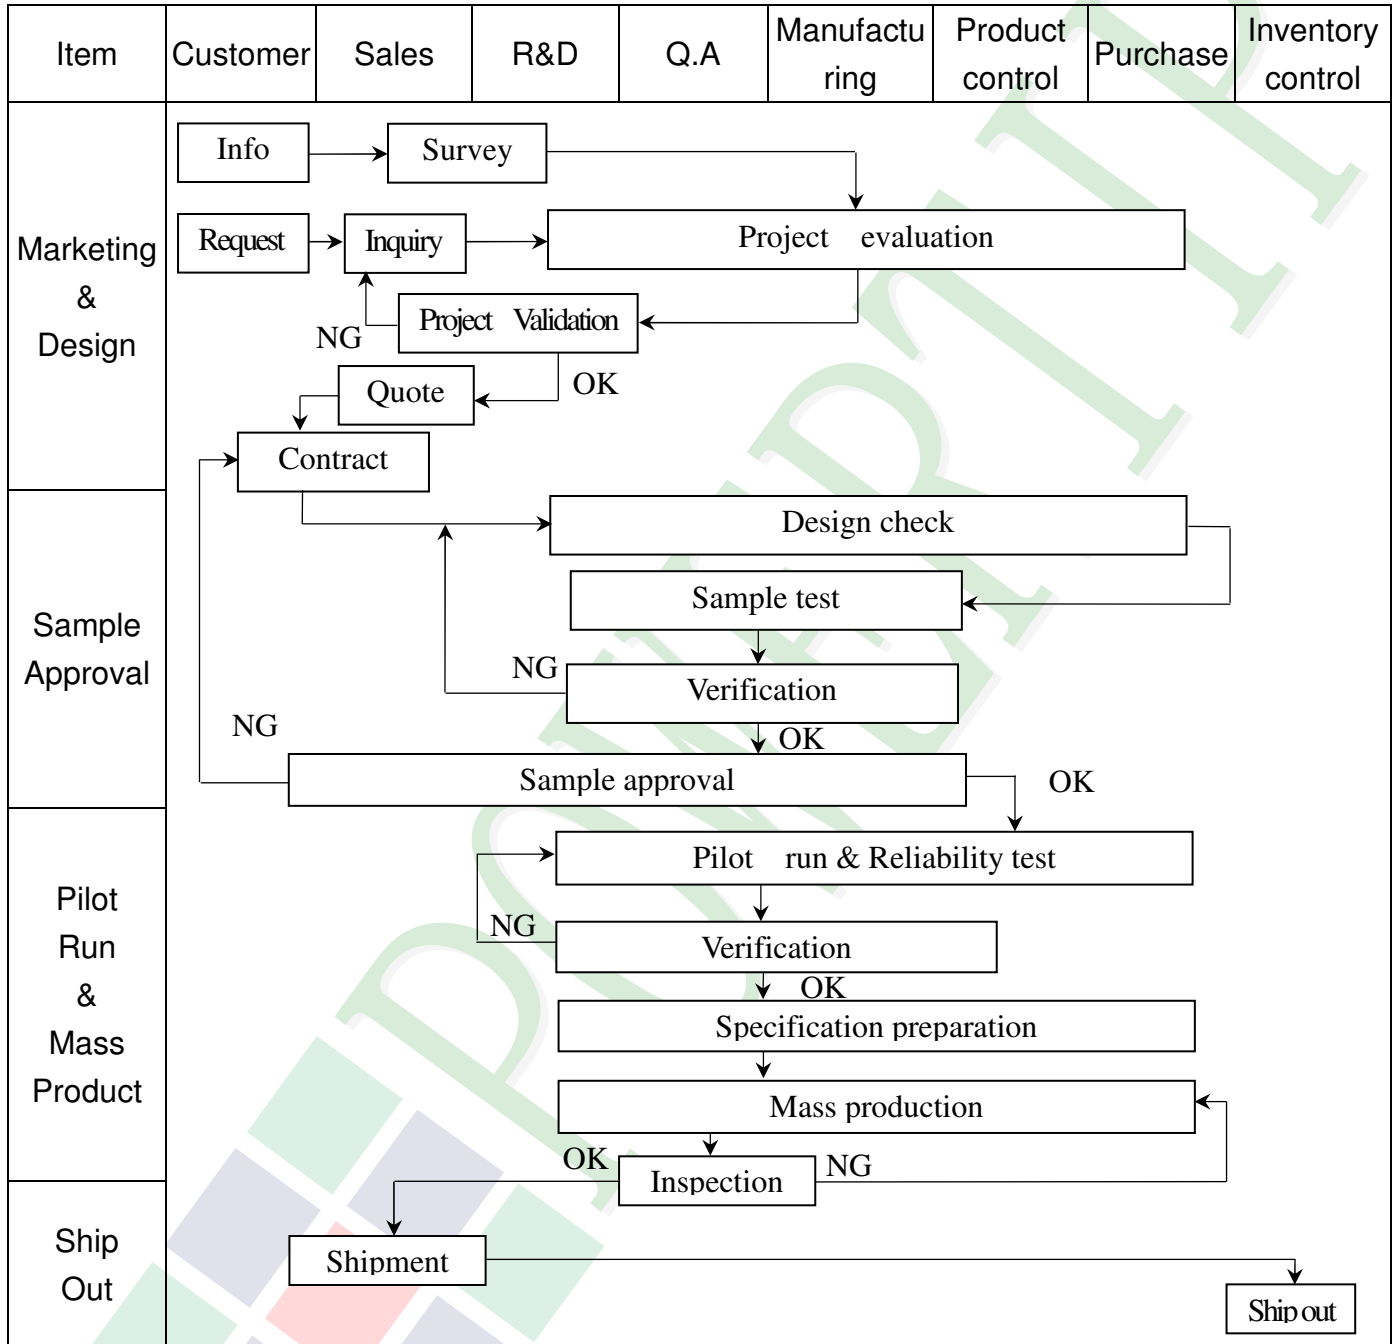 Item Customer Sales R&D Q.A Manufactu ring Product control Purchase Inventory control
Marketing
&
Design
Info
Survey
Request
Inquiry
Project evaluation
NG
Project Validation
Quote
OK
Contract
Sample
Approval
Design check
Sample test
NG
Verification
NG
OK
Sample approval
OK
Pilot
Run
&
Mass
Product
Pilot run & Reliability test
NG
Verification
OK
Specification preparation
Mass production
OK
Inspection
NG
Ship
Out
Shipment
Ship out
POWERTIP